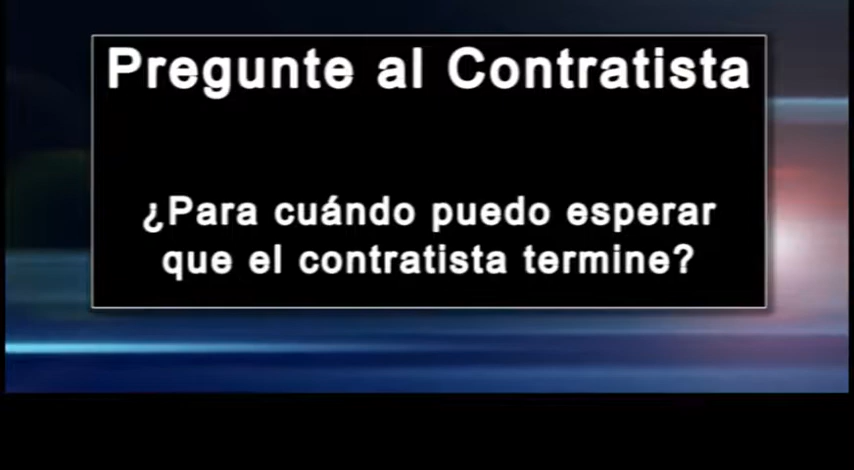 Pregunte al Contratista
¿Para cuándo puedo esperar
que el contratista termine?